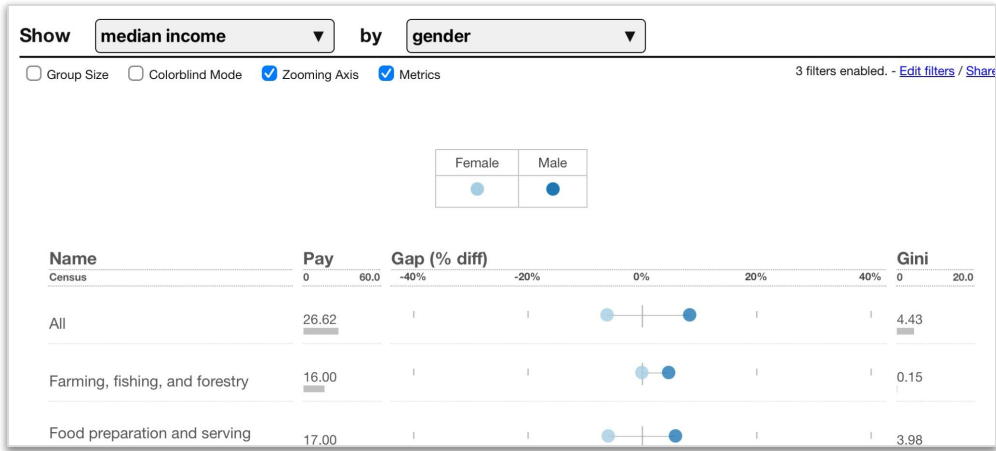 Show median income ▼ by gender ▼
Group Size Colorblind Mode Zooming Axis Metrics 3 filters enabled. - Edit filters / Share
Female Male
Name Pay Gap (% diff) Gini
Census 0 60.0 -40% -20% 0% 20% 40% 0 20.0
All 26.62 4.43
Farming, fishing, and forestry 16.00 0.15
Food preparation and serving 17.00 3.98